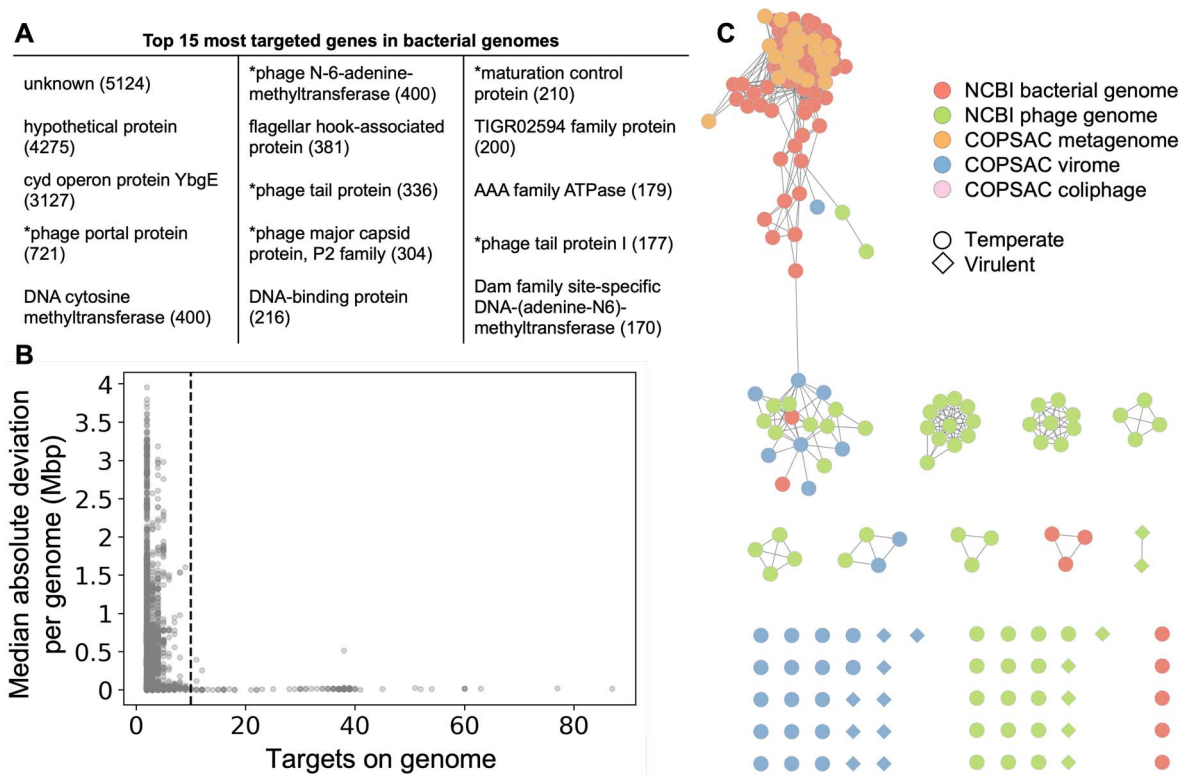 A
Top 15 most targeted genes in bacterial genomes
unknown (5124)
hypothetical protein
(4275)
cyd operon protein YbgE
(3127)
*phage portal protein
(721)
DNA cytosine
methyltransferase (400)
*phage N-6-adenine-
methyltransferase (400)
flagellar hook-associated
protein (381)
*phage tail protein (336)
*phage major capsid
protein, P2 family (304)
DNA-binding protein
(216)
*maturation control
protein (210)
TIGR02594 family protein
(200)
AAA family ATPase (179)
*phage tail protein I (177)
Dam family site-specific
DNA-(adenine-N6)-
methyltransferase (170)
B
Median absolute deviation
per genome (Mbp)
4
3.5
3
2.5
2
1.5
1
0.5
0
0
20
40
60
80
Targets on genome
C
NCBI bacterial genome
NCBI phage genome
COPSAC metagenome
COPSAC virome
COPSAC coliphage
Temperate
Virulent